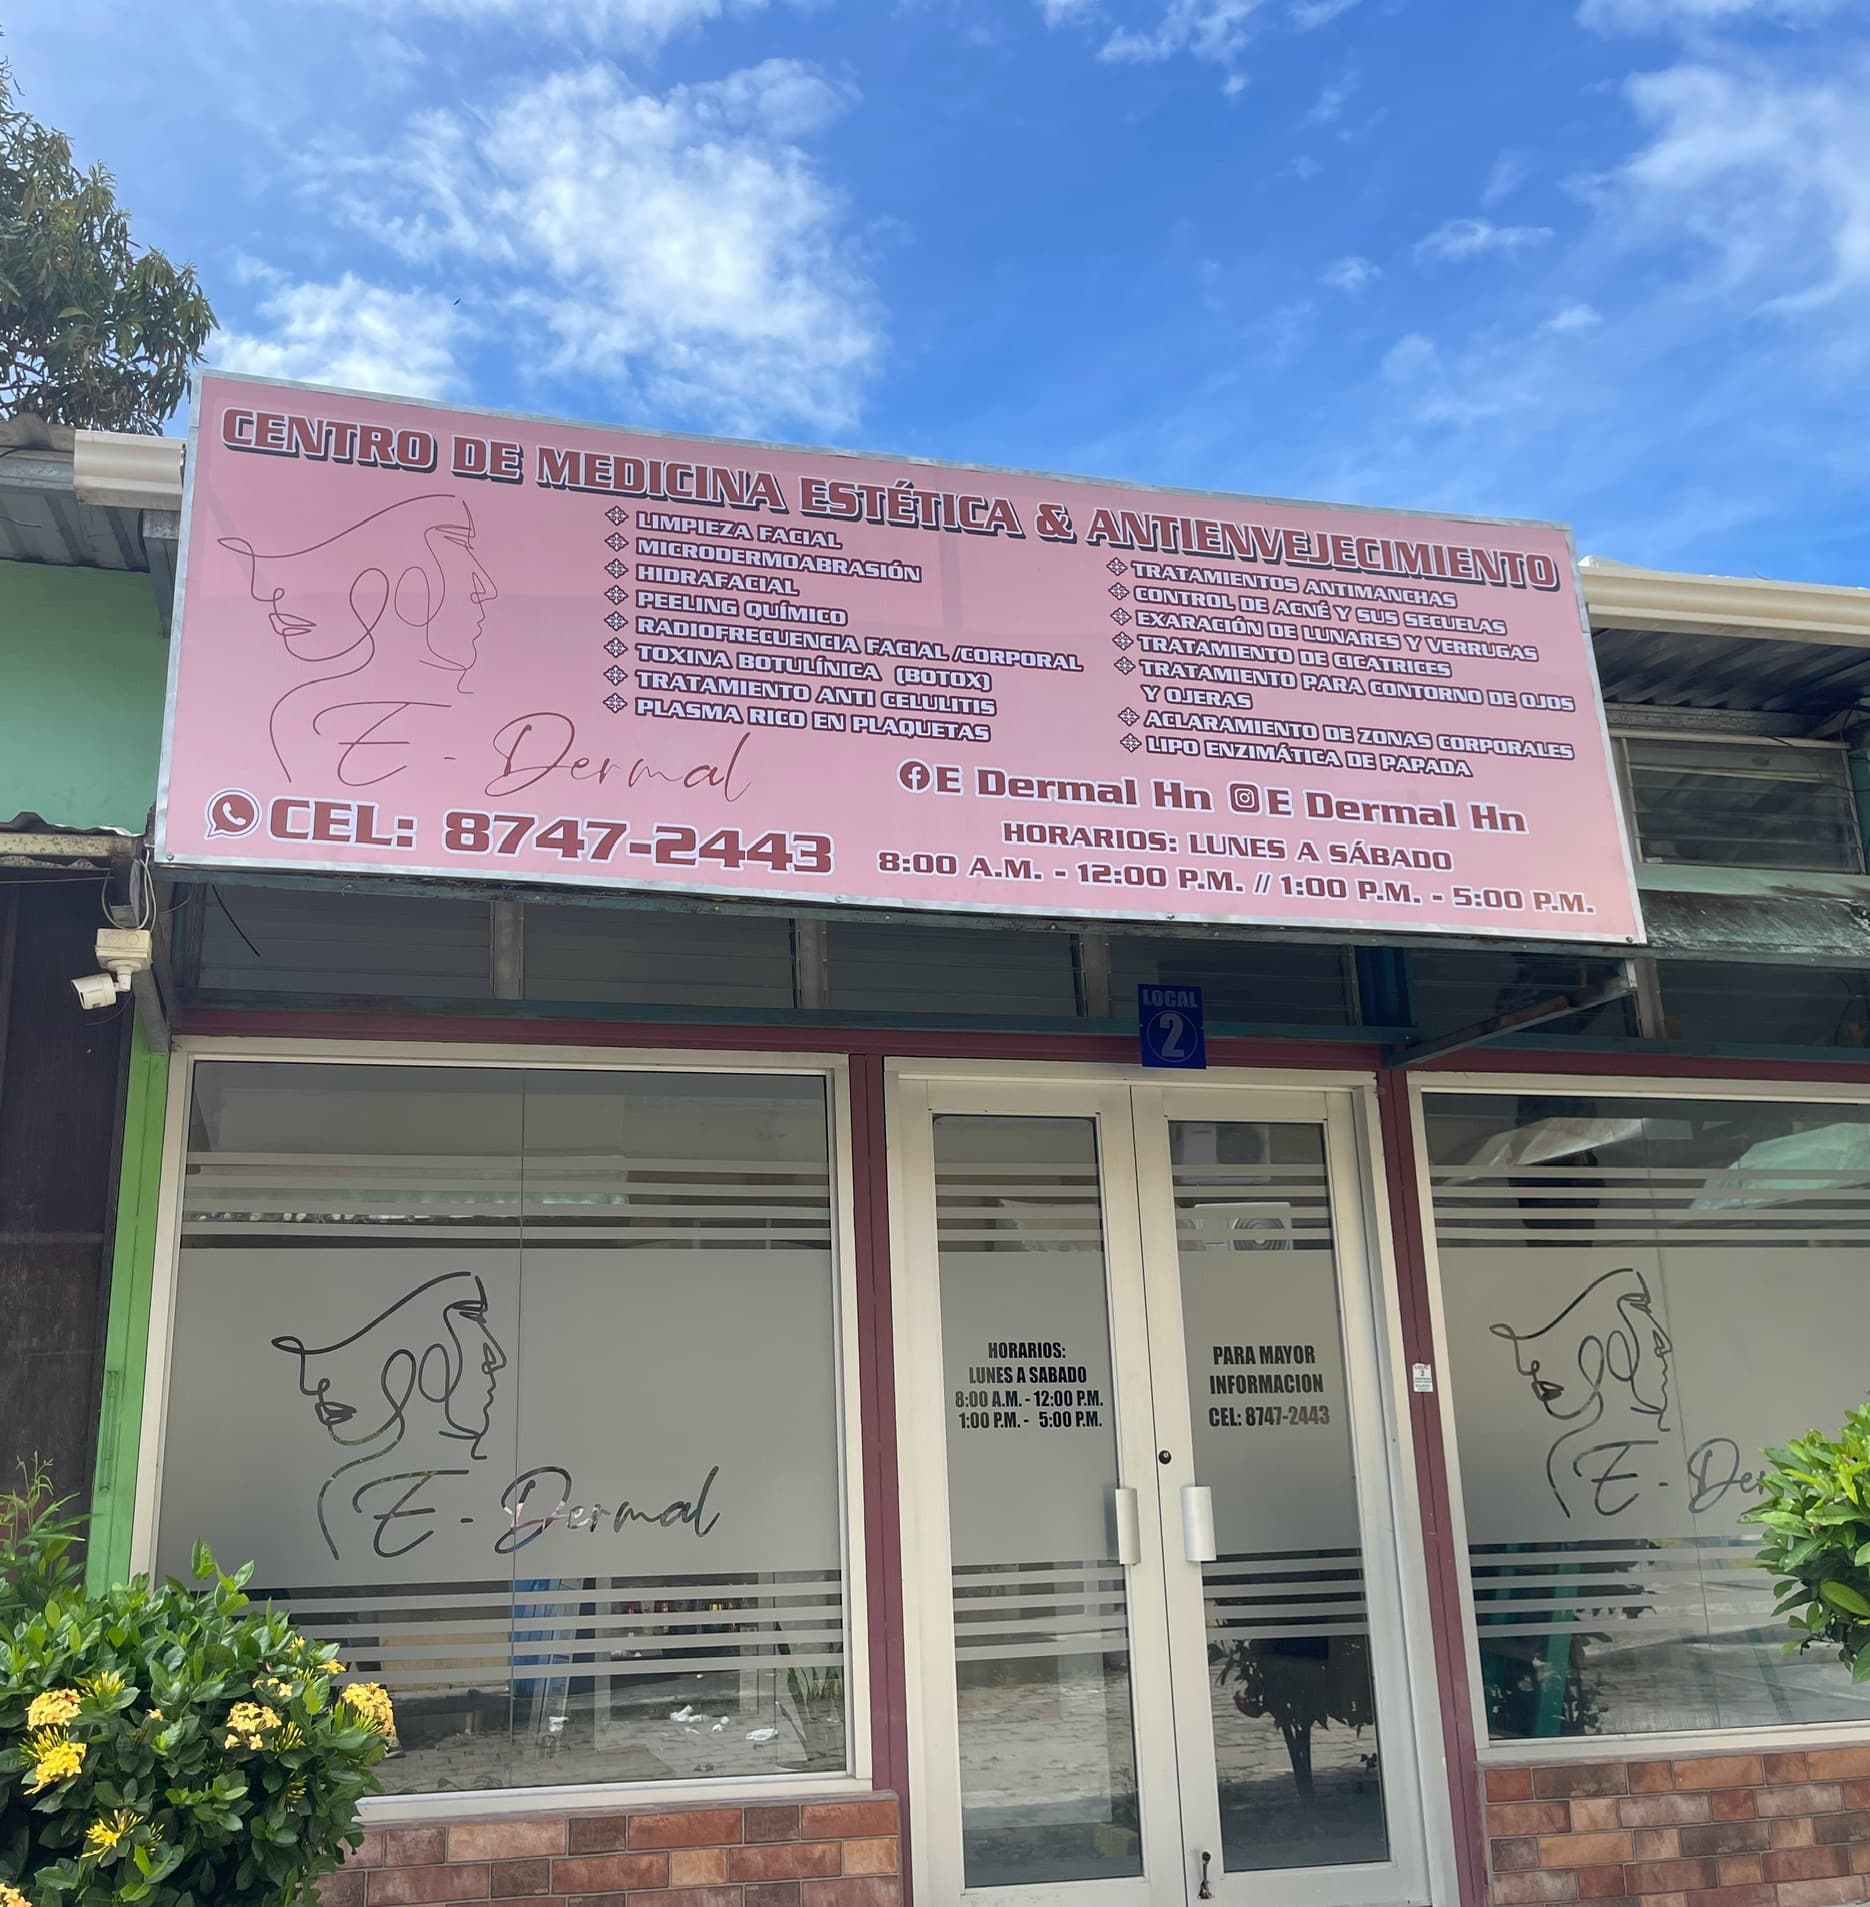 CENTRO DE MEDICINA ESTÉTICA & ANTIENVEJECIMIENTO
LIMPIEZA FACIAL
MICRODERMOABRASIÓN
HIDRAFACIAL
PEELING QUÍMICO
RADIOFRECUENCIA FACIAL /CORPORAL
TOXINA BOTULÍNICA (BOTOX)
TRATAMIENTO ANTI CELULITIS
PLASMA RICO EN PLAQUETAS
TRATAMIENTOS ANTIMANCHAS
CONTROL DE ACNÉ Y SUS SECUELAS
EXARACIÓN DE LUNARES Y VERRUGAS
TRATAMIENTO DE CICATRICES
TRATAMIENTO PARA CONTORNO DE OJOS
Y OJERAS
ACLARAMIENTO DE ZONAS CORPORALES
LIPO ENZIMÁTICA DE PAPADA
E - Dermal
CEL: 8747-2443
E Dermal Hn E Dermal Hn
HORARIOS: LUNES A SÁBADO
8:00 A.M. - 12:00 P.M. // 1:00 P.M. - 5:00 P.M.
LOCAL
2
E - Dermal
HORARIOS:
LUNES A SABADO
8:00 A.M. - 12:00 P.M.
1:00 P.M. - 5:00 P.M.
PARA MAYOR
INFORMACION
CEL: 8747-2443
E - Der